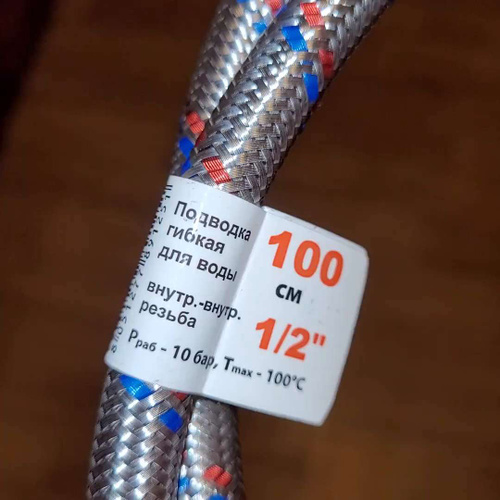 Подводка
гибкая
для воды
внутр.-внутр.
резьба
100
см
1/2"
Pраб - 10 бар, Tmax - 100°C